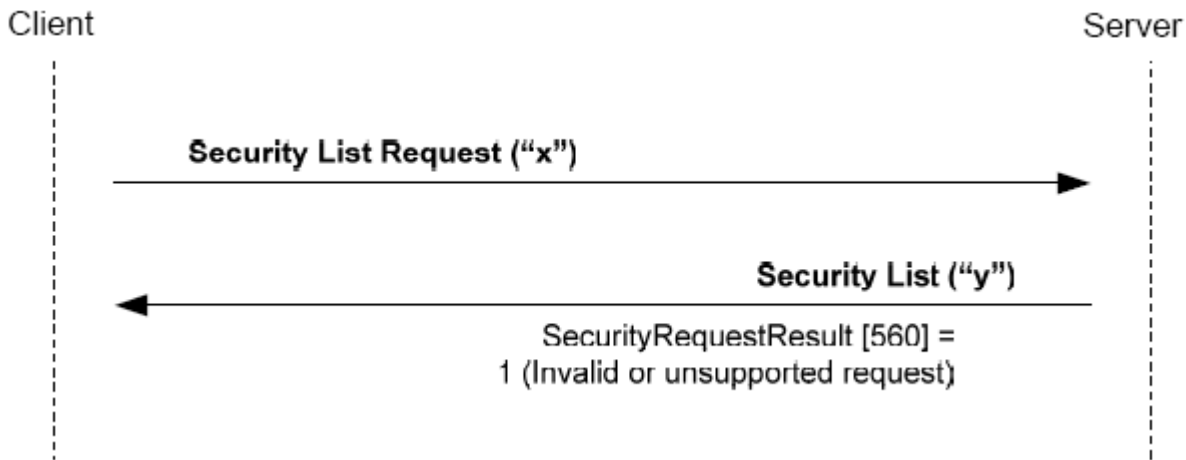 Client
Server
Security List Request (“x”)
Security List (“y”)
SecurityRequestResult [560] =
1 (Invalid or unsupported request)